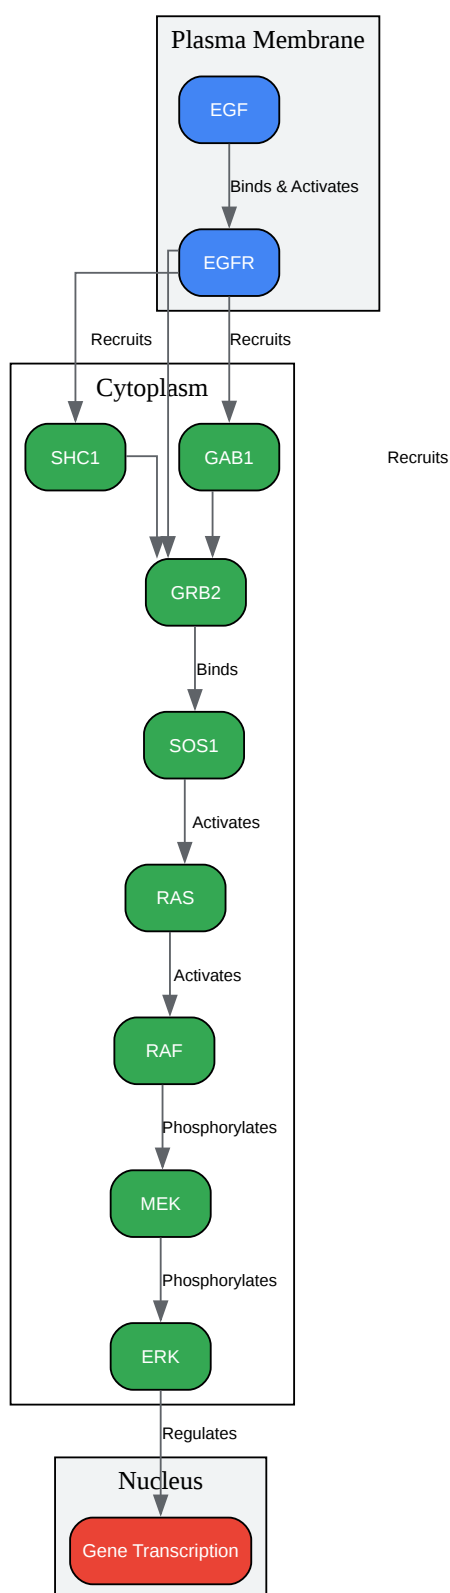 Plasma Membrane
EGF
Binds & Activates
EGFR
Recruits
Recruits
Cytoplasm
SHC1
GAB1
Recruits
GRB2
Binds
SOS1
Activates
RAS
Activates
RAF
Phosphorylates
MEK
Phosphorylates
ERK
Regulates
Nucleus
Gene Transcription